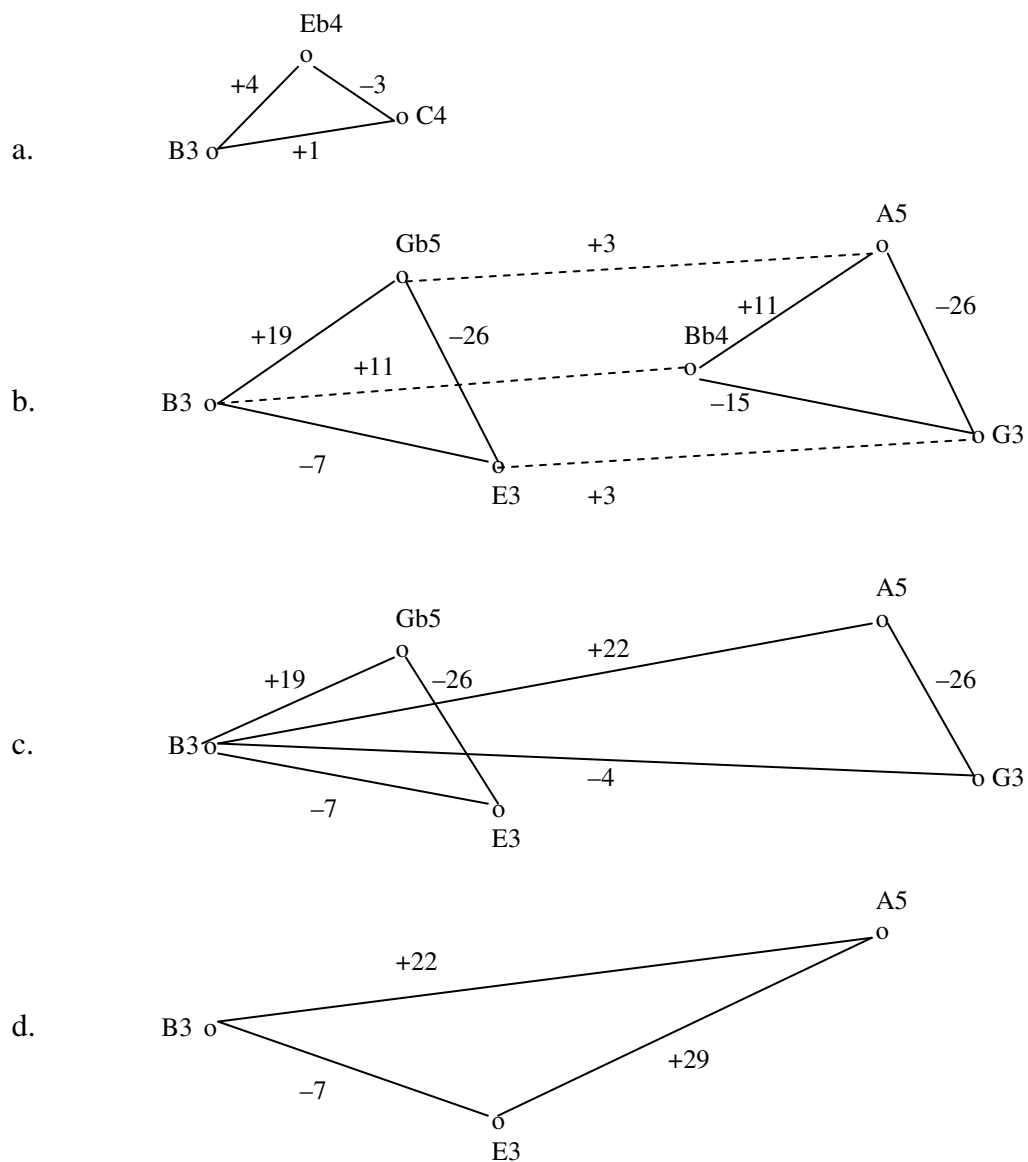 Eb4
+4 –3
C4
a. B3 +1
A5
Gb5 +3
+19 –26 +11 –26
Bb4
+11
b. B3 –15
G3
–7
E3 +3
A5
Gb5
+22
+19 –26 –26
c. B3
–4 G3
–7
E3
A5
+22
d. B3
+29
–7
E3